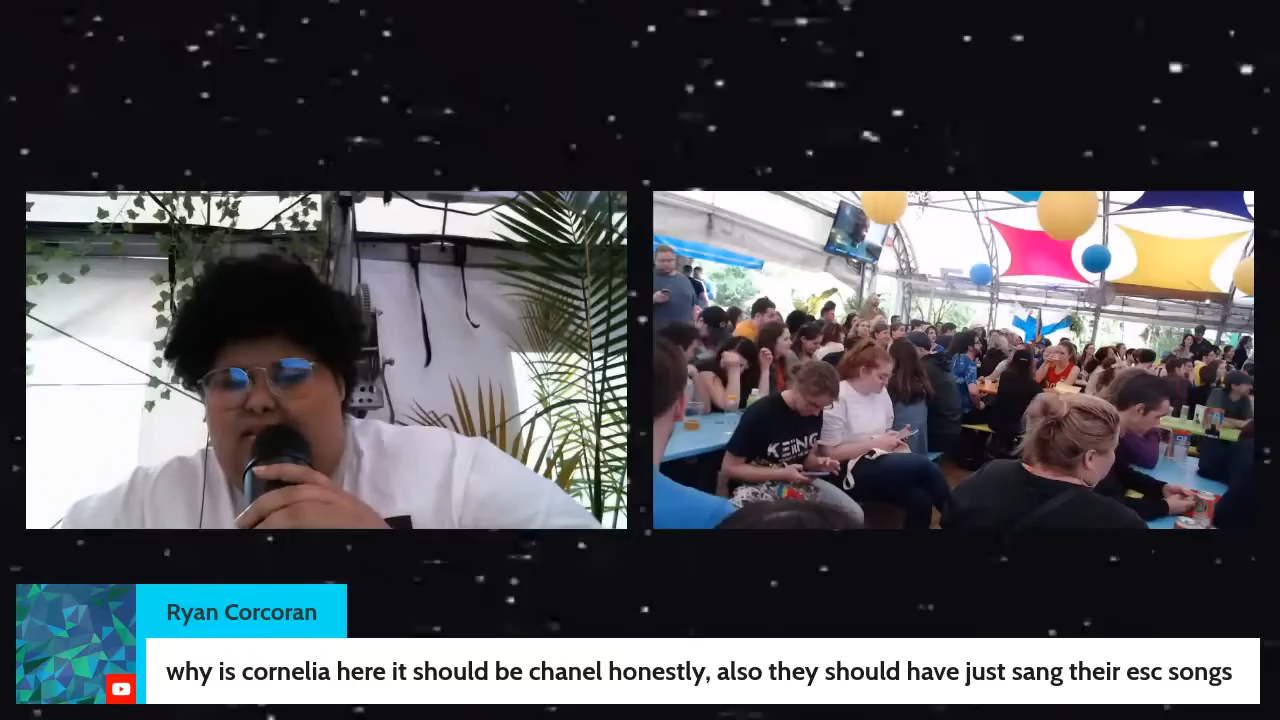 KEiiNO
Ryan Corcoran
why is cornelia here it should be chanel honestly, also they should have just sang their esc songs